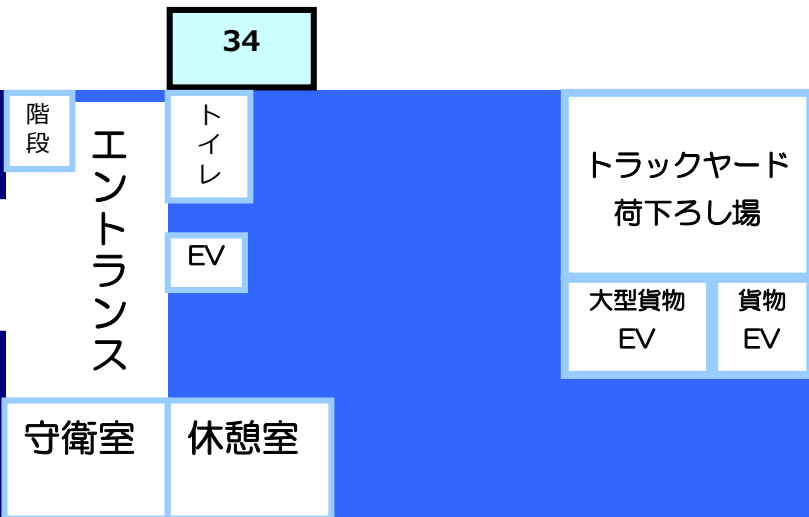 34
階段
エントランス
トイレ
EV
トラックヤード
荷下ろし場
大型貨物
EV
貨物
EV
守衛室
休憩室